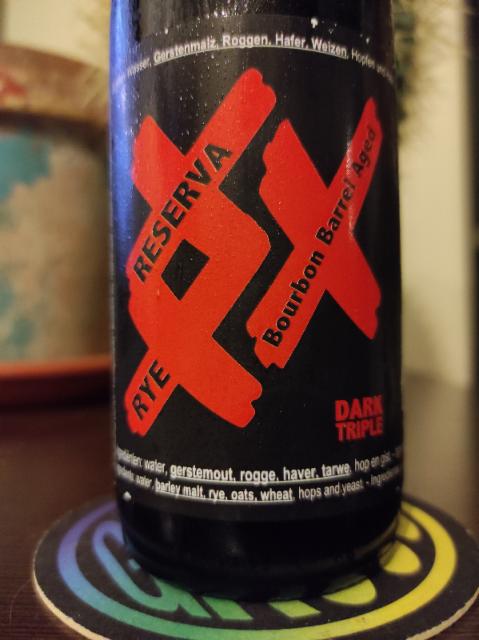 Wasser, Gerstenmalz, Roggen, Hafer, Weizen, Hopfen und
RESERVA
RYE
Bourbon Barrel Aged
DARK
TRIPLE
water, gerstemout, rogge, haver, tarwe, hop en gist -
water, barley malt, rye, oats, wheat, hops and yeast -